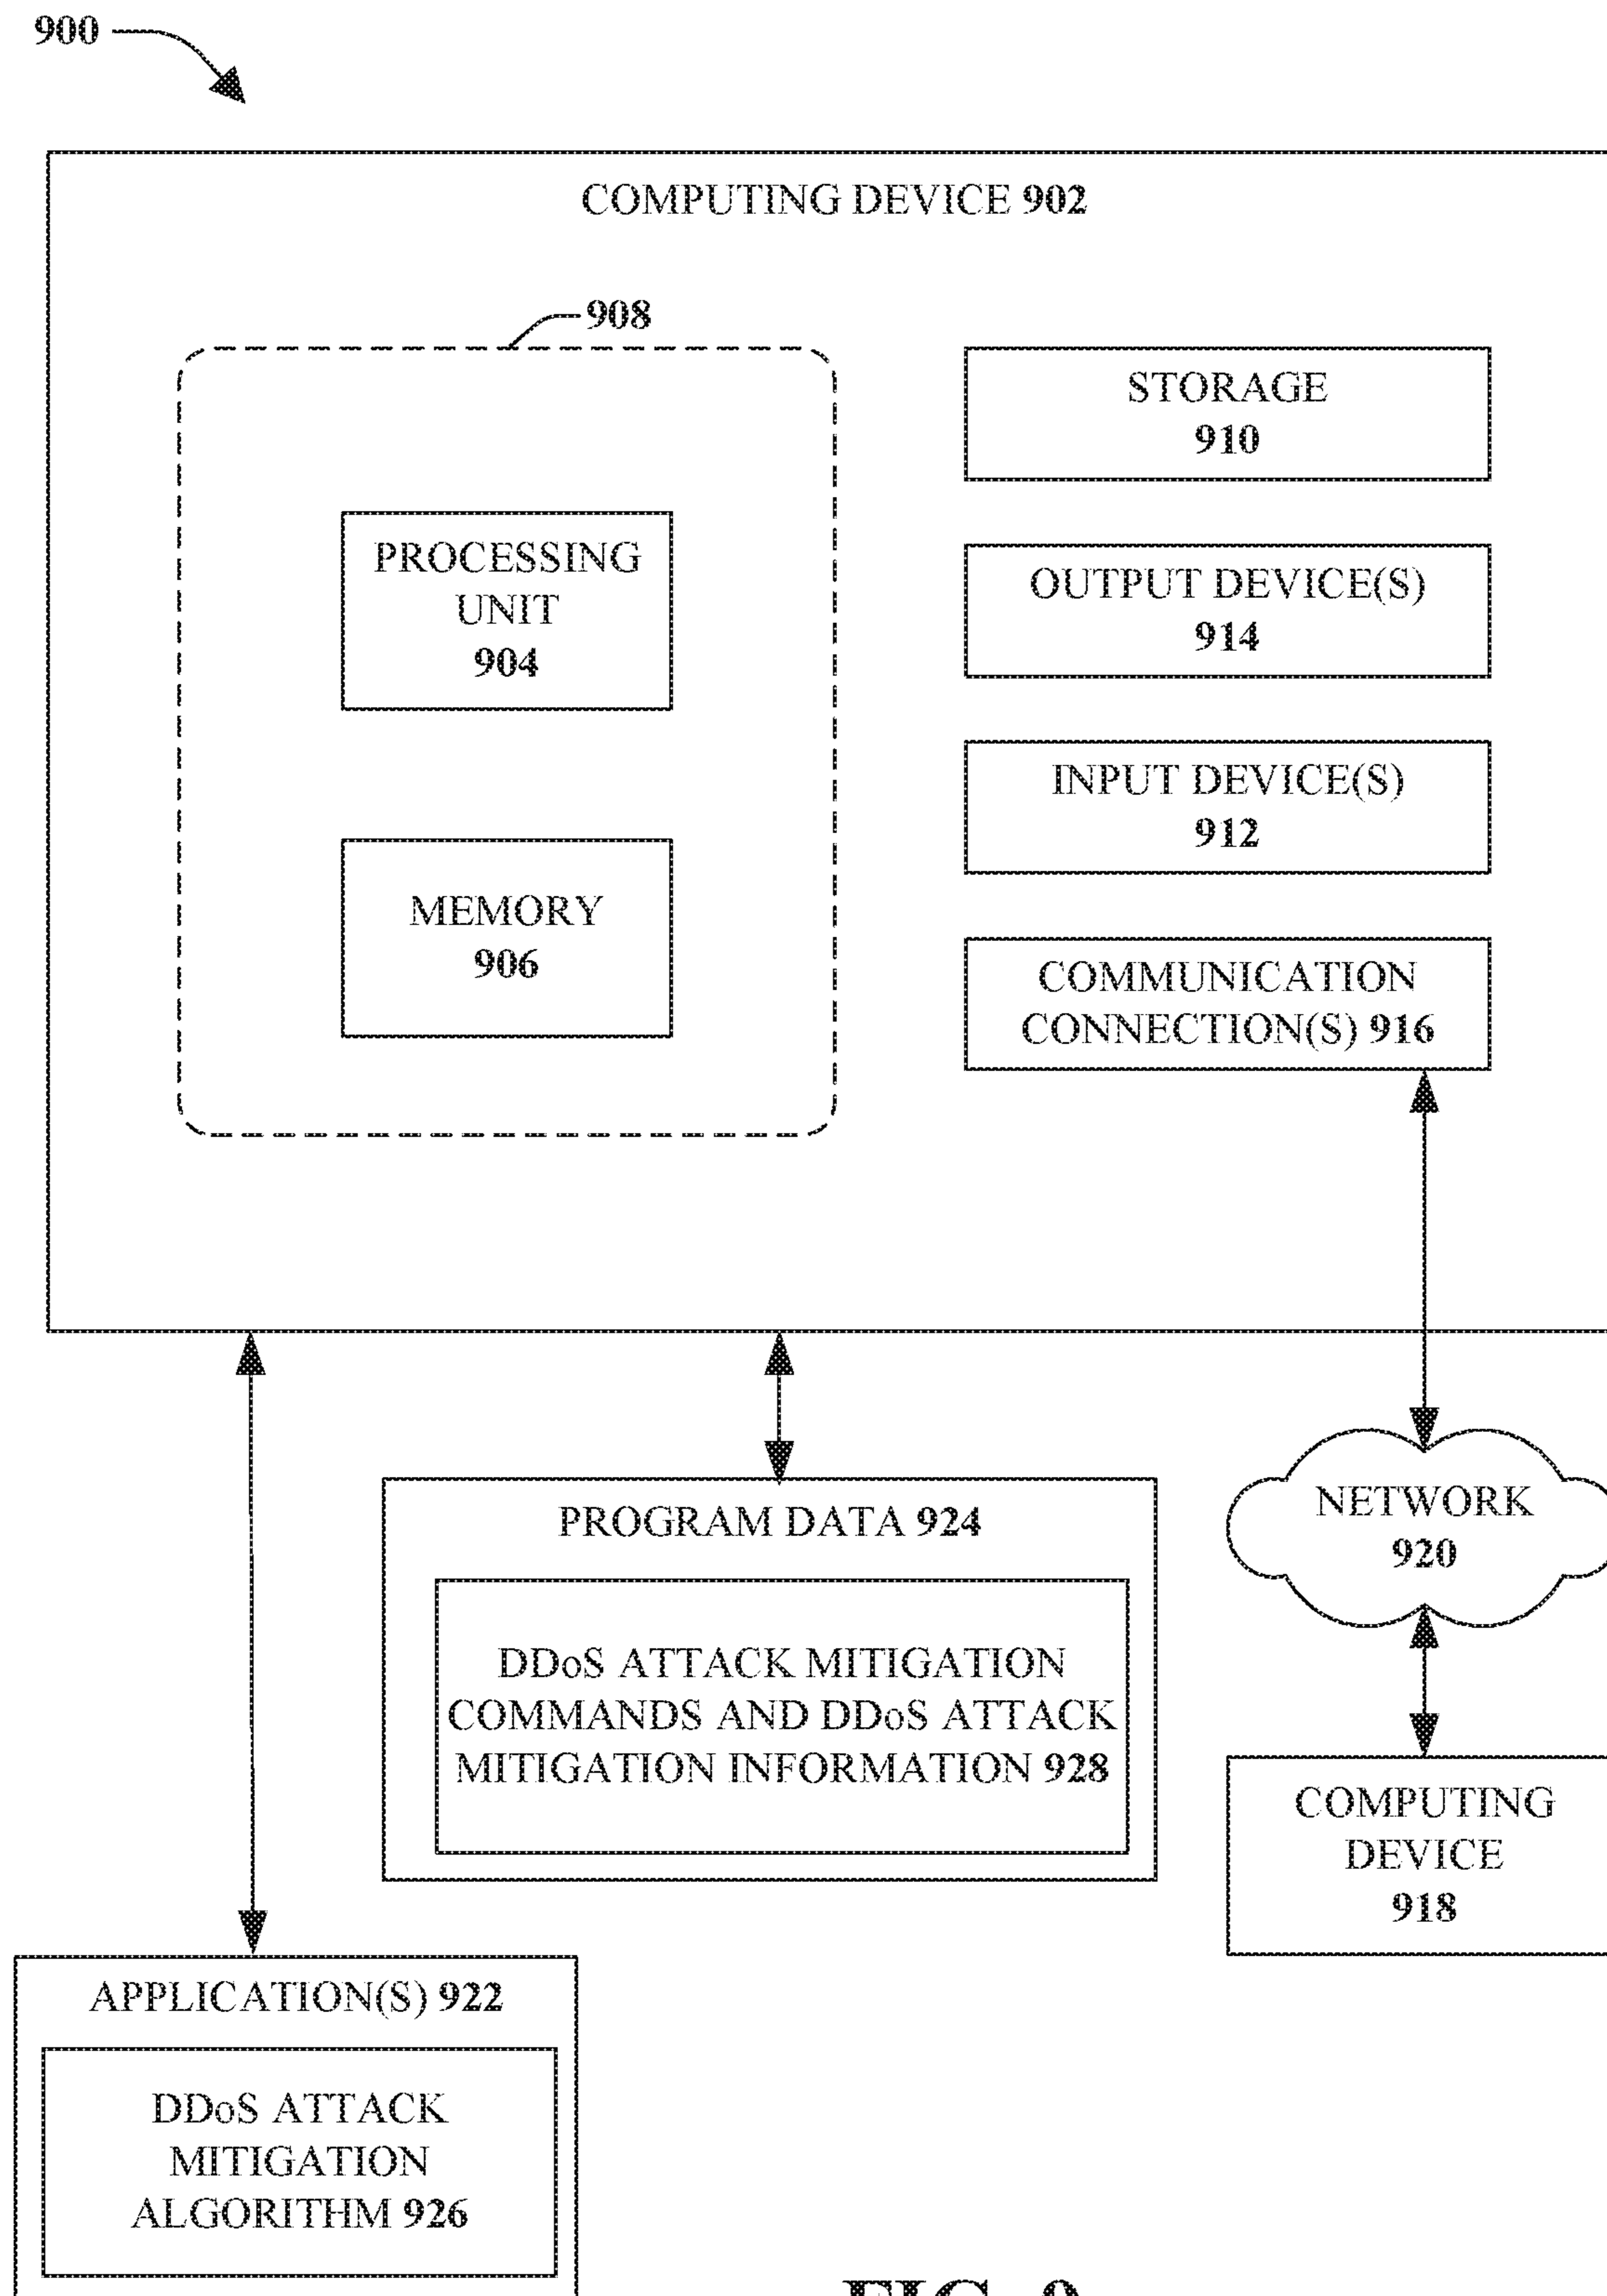 900
COMPUTING DEVICE 902
908
PROCESSING
UNIT
904
MEMORY
906
STORAGE
910
OUTPUT DEVICE(S)
914
INPUT DEVICE(S)
912
COMMUNICATION
CONNECTION(S) 916
NETWORK
920
PROGRAM DATA 924
DDoS ATTACK MITIGATION
COMMANDS AND DDoS ATTACK
MITIGATION INFORMATION 928
COMPUTING
DEVICE
918
APPLICATION(S) 922
DDoS ATTACK
MITIGATION
ALGORITHM 926
FIG. 9